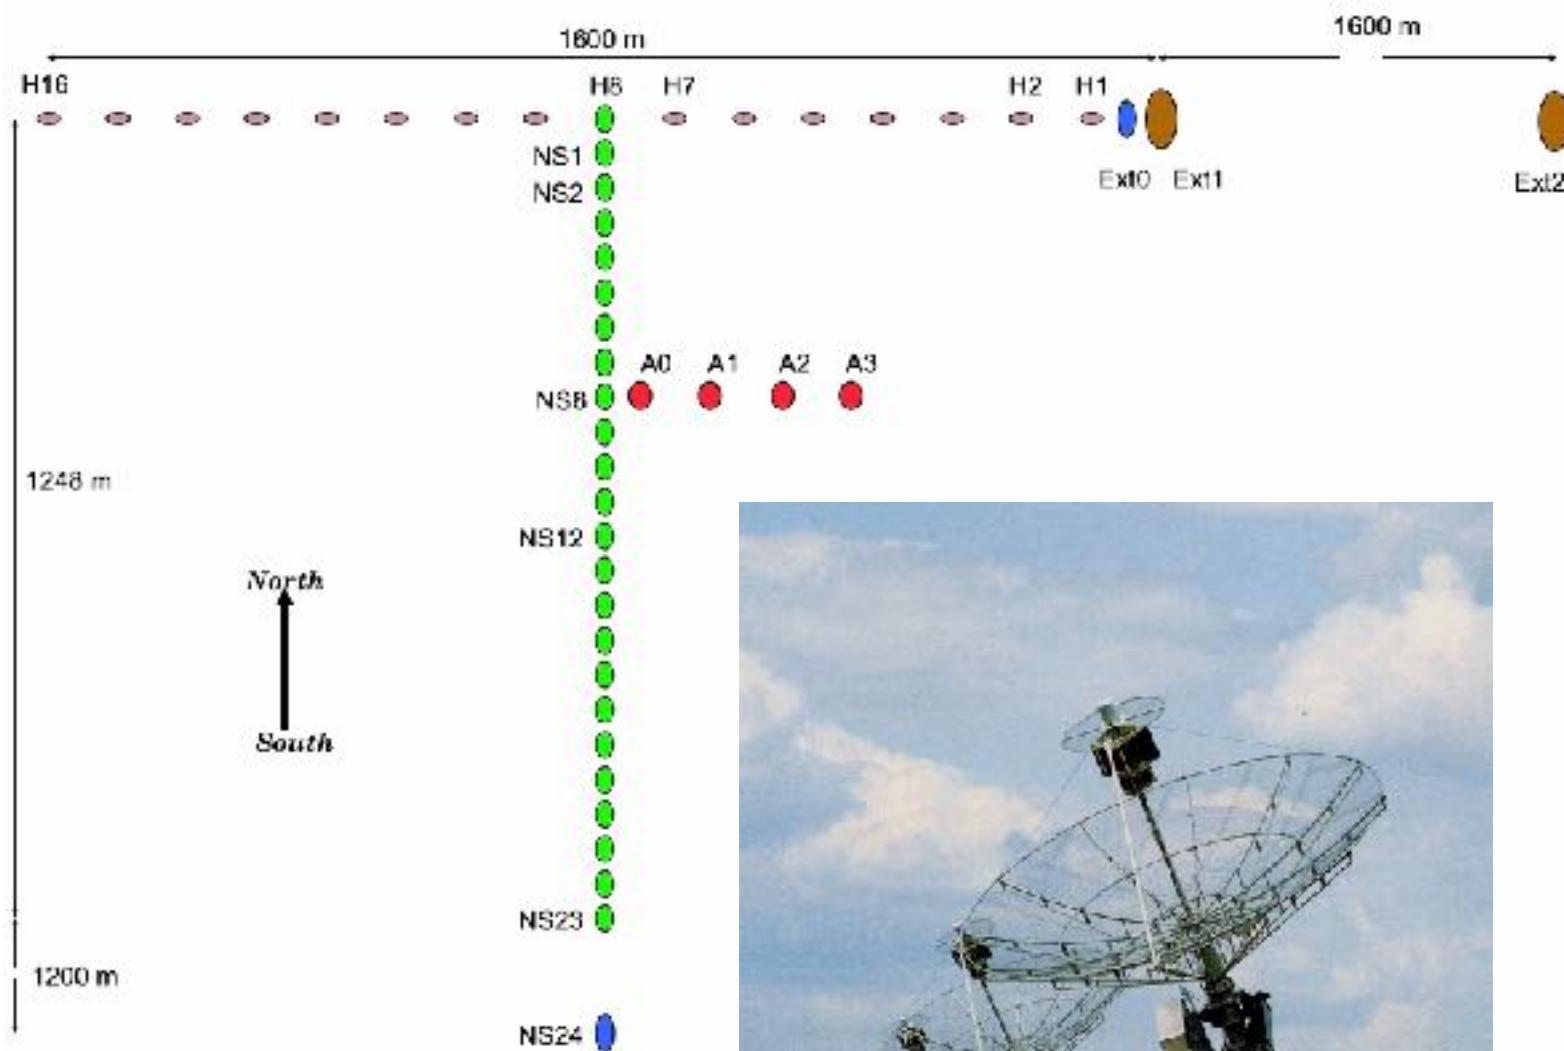 1600 m
1600 m
H16
H8
H7
H2
H1
NS1
NS2
Ext0
Ext1
Ext2
A0
A1
A2
A3
NS8
1248 m
NS12
North
South
NS23
1200 m
NS24